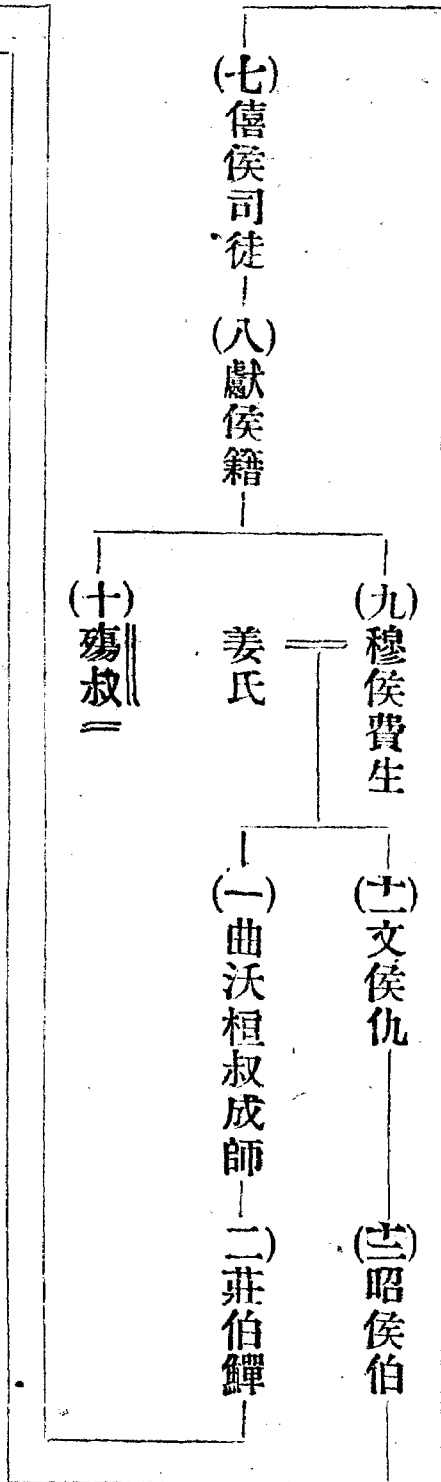 (七)僖侯司徒
(八)獻侯籍
(九)穆侯費生
姜氏
(十)殤叔
(十一)文侯仇
(一)曲沃桓叔成師
(十二)昭侯伯
二)莊伯鱓